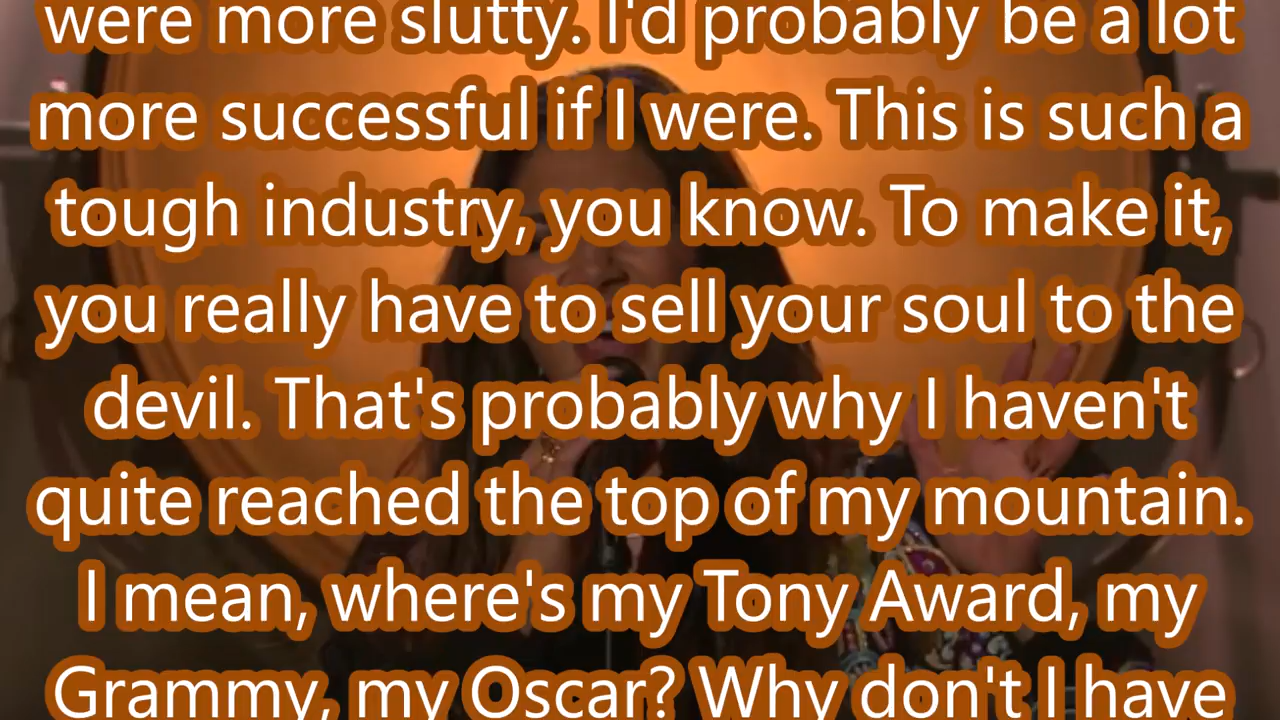 were more slutty. I'd probably be a lot
more successful if I were. This is such a
tough industry, you know. To make it,
you really have to sell your soul to the
devil. That's probably why I haven't
quite reached the top of my mountain.
I mean, where's my Tony Award, my
Grammy, my Oscar? Why don't I have